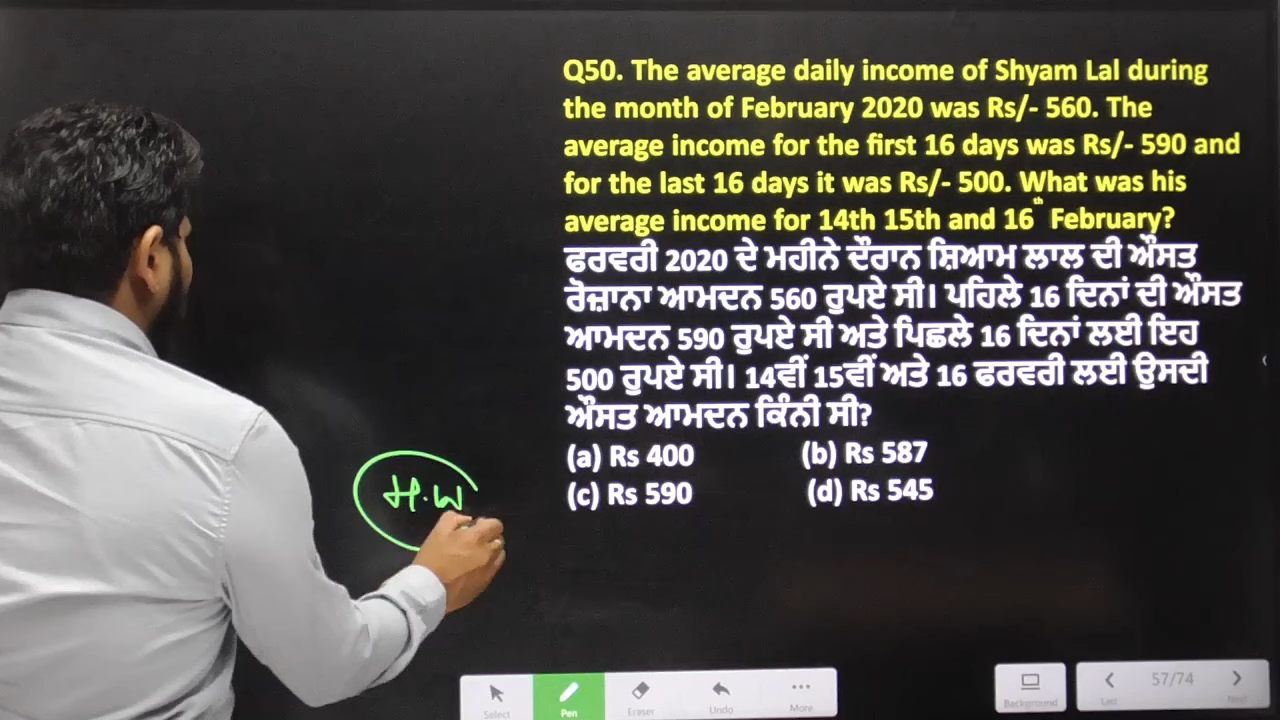 Q50. The average daily income of Shyam Lal during
the month of February 2020 was Rs/- 560. The
average income for the first 16 days was Rs/- 590 and
for the last 16 days it was Rs/- 500. What was his
average income for 14th 15th and 16th February?
ਫਰਵਰੀ 2020 ਦੇ ਮਹੀਨੇ ਦੌਰਾਨ ਸ਼ਿਆਮ ਲਾਲ ਦੀ ਔਸਤ
ਰੋਜ਼ਾਨਾ ਆਮਦਨ 560 ਰੁਪਏ ਸੀ। ਪਹਿਲੇ 16 ਦਿਨਾਂ ਦੀ ਔਸਤ
ਆਮਦਨ 590 ਰੁਪਏ ਸੀ ਅਤੇ ਪਿਛਲੇ 16 ਦਿਨਾਂ ਲਈ ਇਹ
500 ਰੁਪਏ ਸੀ। 14ਵੀਂ 15ਵੀਂ ਅਤੇ 16 ਫਰਵਰੀ ਲਈ ਉਸਦੀ
ਔਸਤ ਆਮਦਨ ਕਿੰਨੀ ਸੀ?
(a) Rs 400 (b) Rs 587
(c) Rs 590 (d) Rs 545
H.W
Select Pen Eraser Undo More
Background
Last 57/74 Next